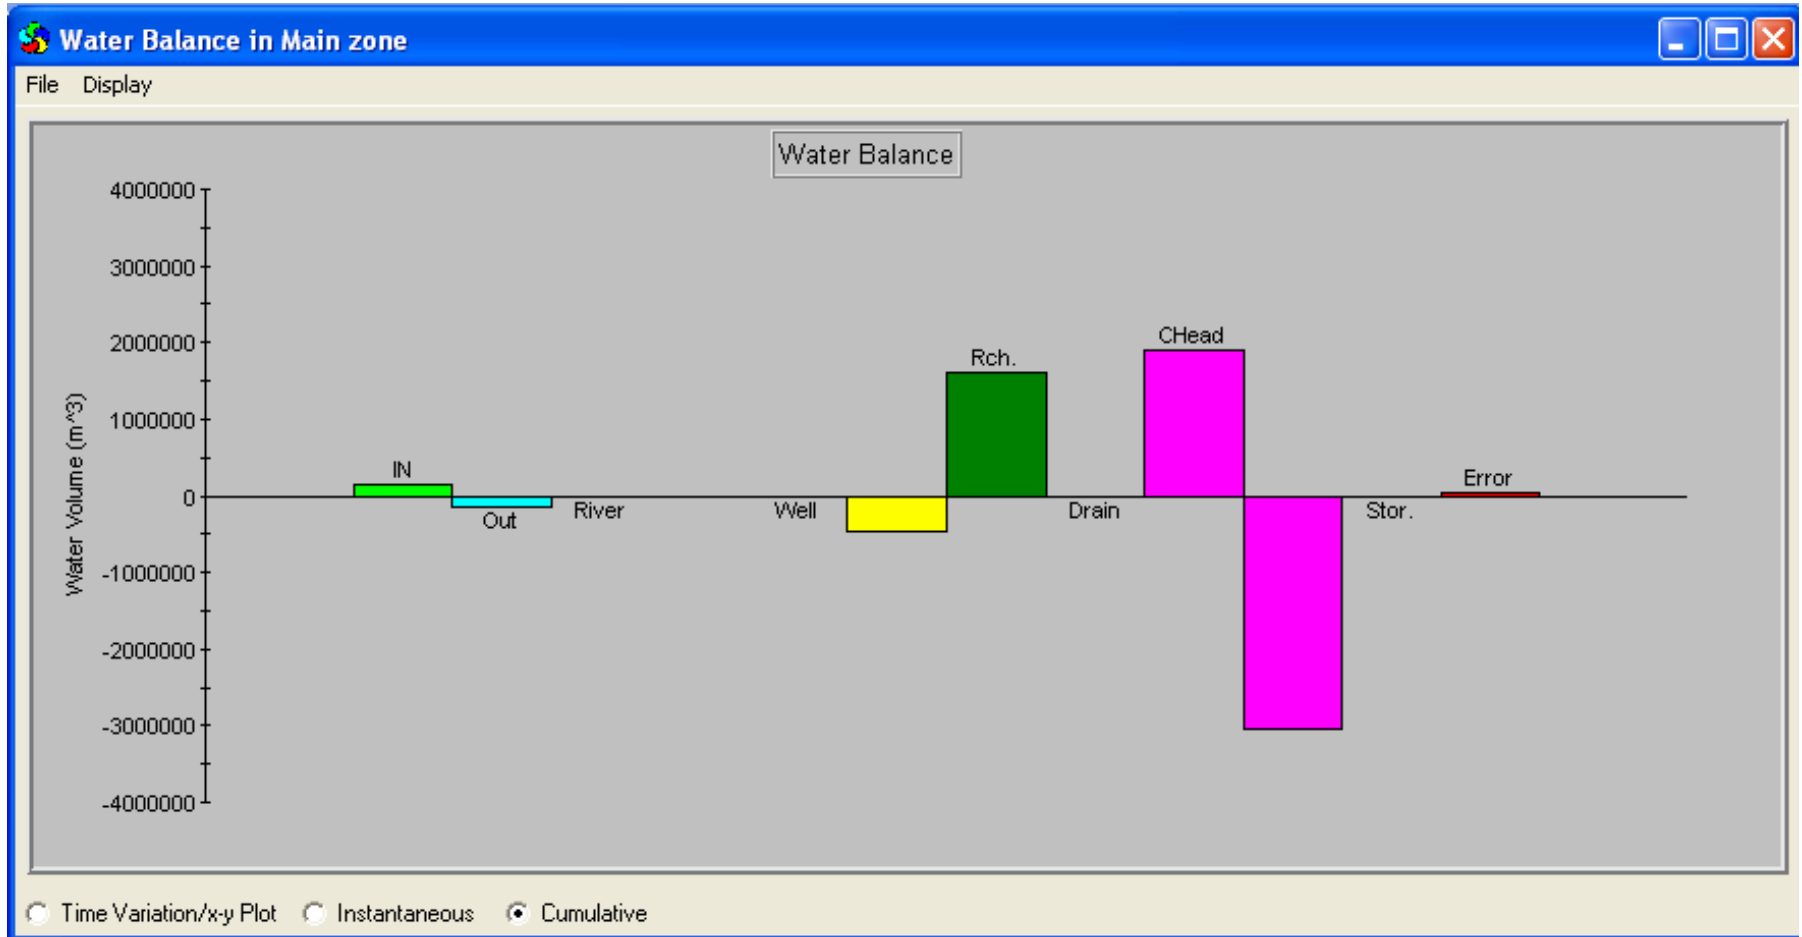 Water Balance in Main zone
File Display
Water Balance
4000000
3000000
2000000
1000000
0
-1000000
-2000000
-3000000
-4000000
Water Volume (m^3)
IN
Out
River
Well
Rch.
Drain
CHead
Stor.
Error
Time Variation/x-y Plot Instantaneous Cumulative